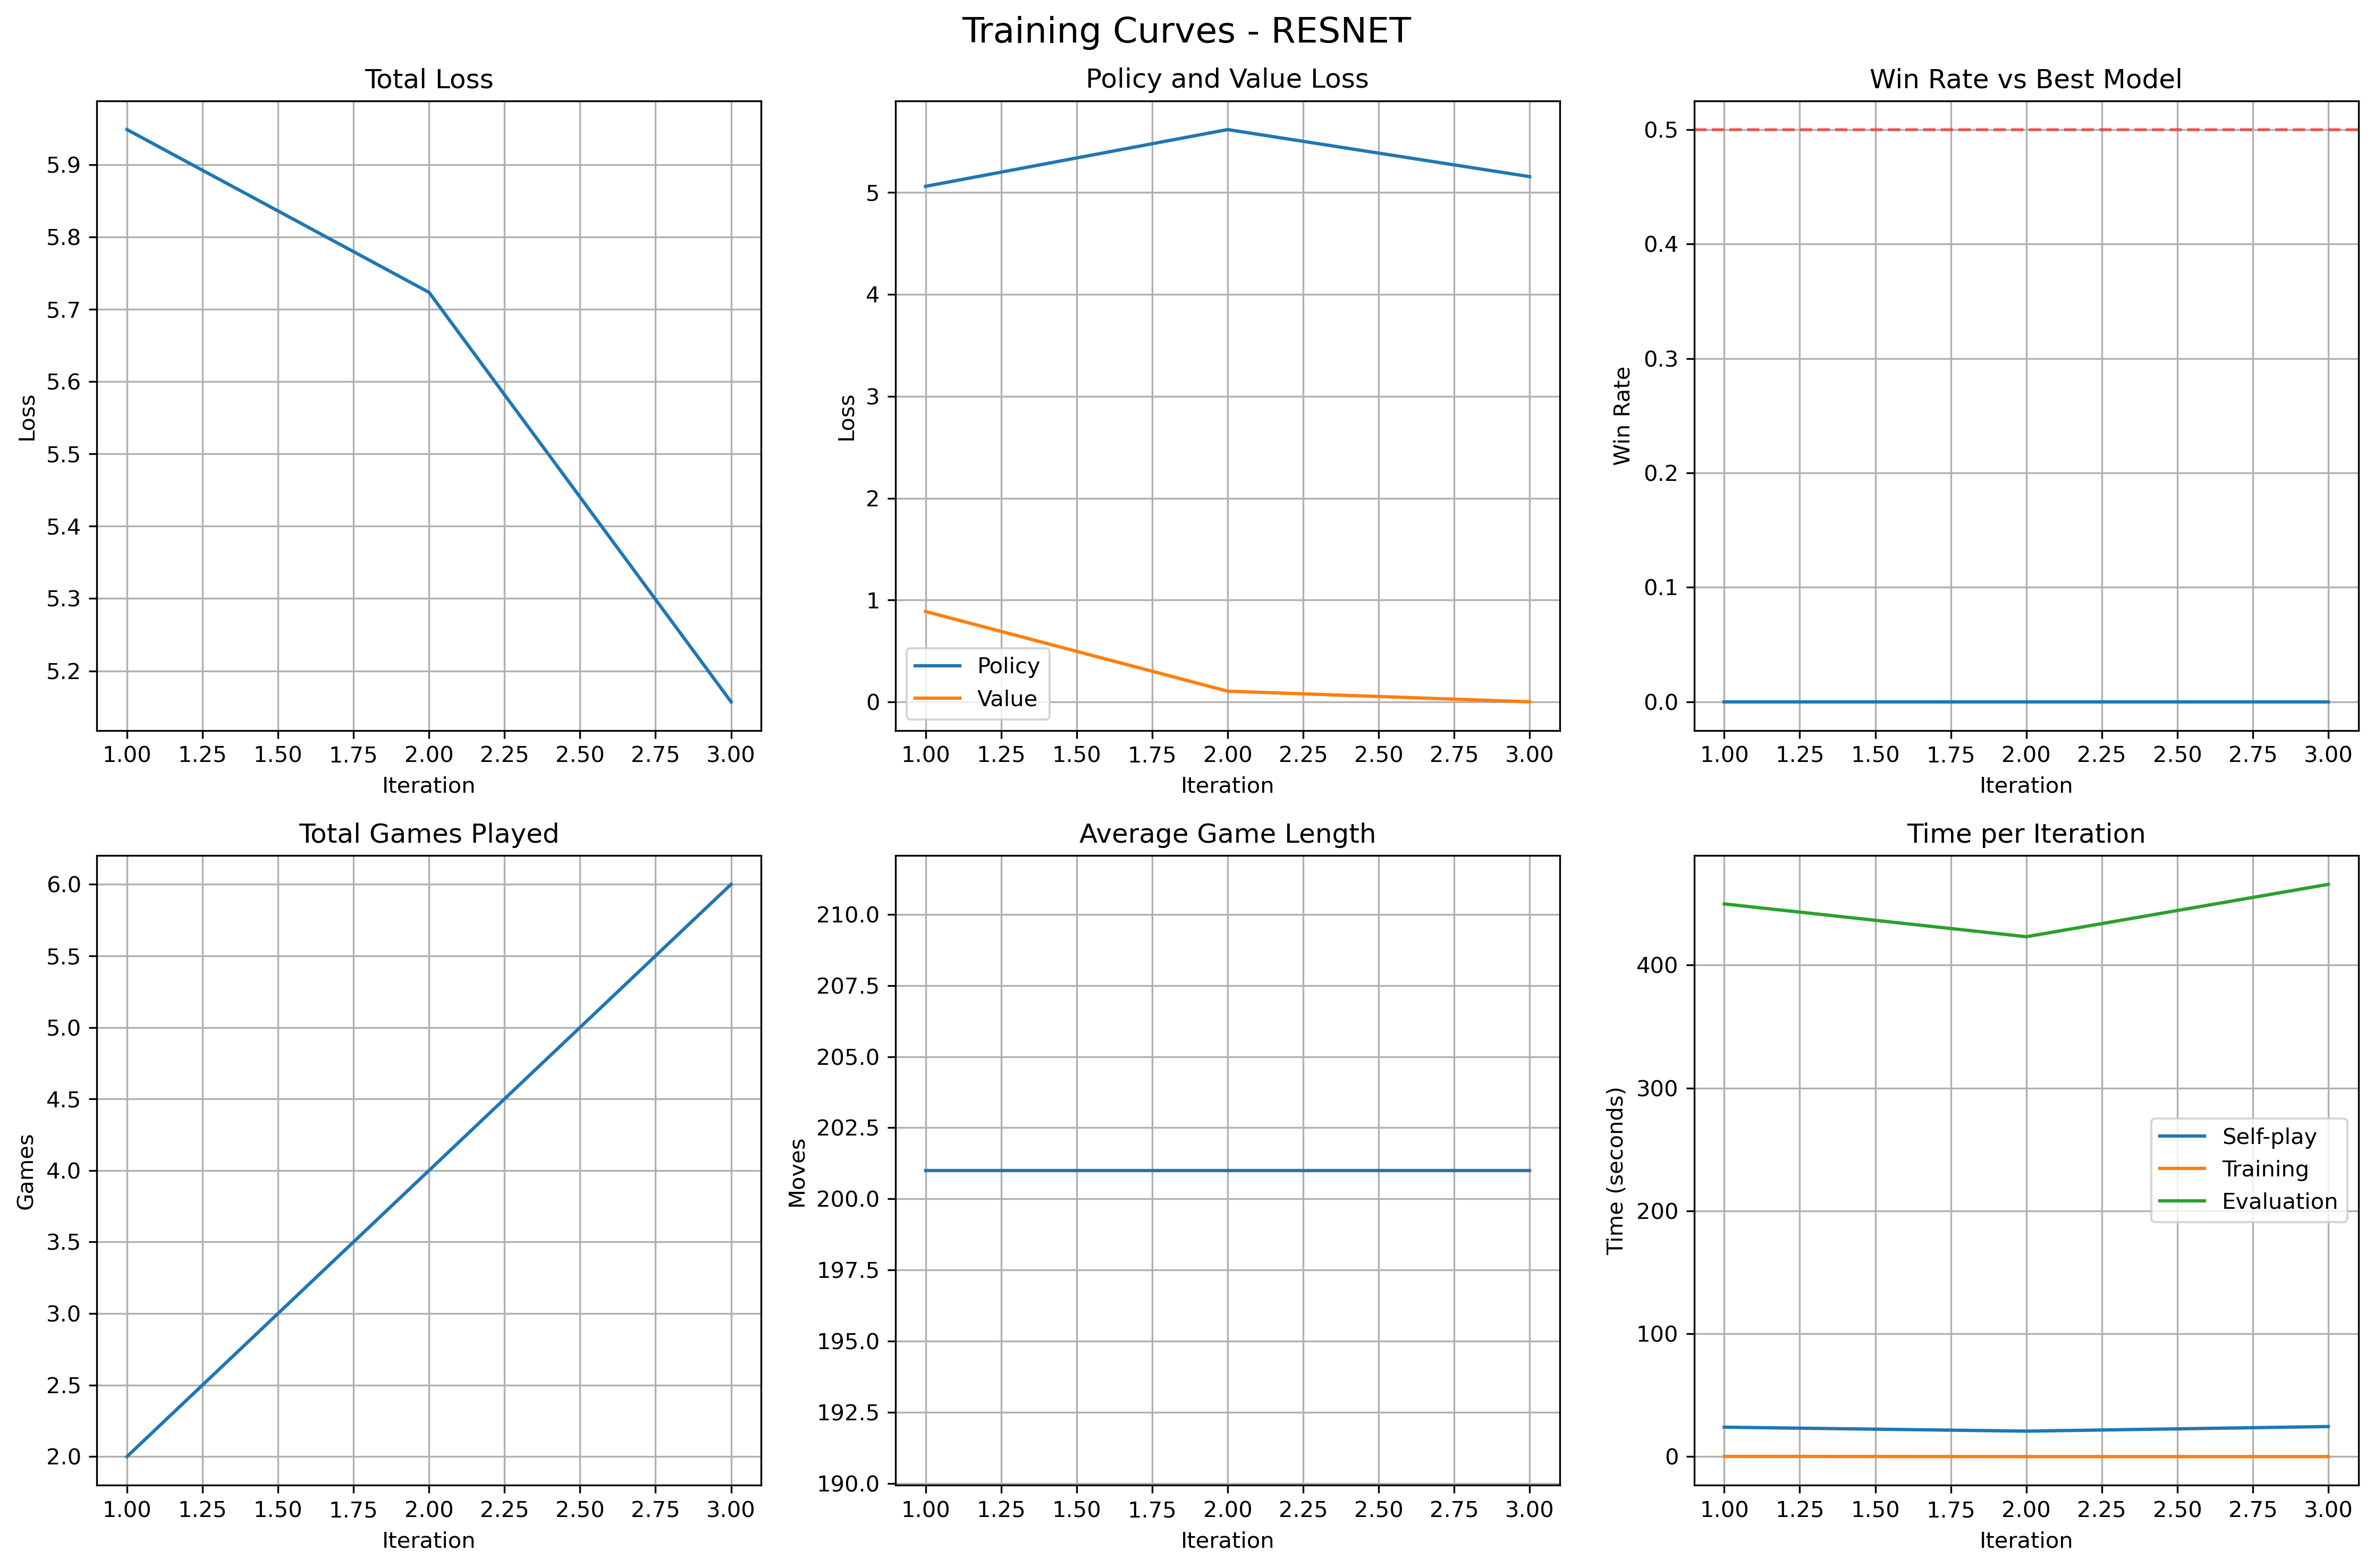 Training Curves - RESNET
Total Loss
Loss
5.9
5.8
5.7
5.6
5.5
5.4
5.3
5.2
1.00 1.25 1.50 1.75 2.00 2.25 2.50 2.75 3.00
Iteration
Policy and Value Loss
Loss
5
4
3
2
1
0
Policy
Value
1.00 1.25 1.50 1.75 2.00 2.25 2.50 2.75 3.00
Iteration
Win Rate vs Best Model
Win Rate
0.5
0.4
0.3
0.2
0.1
0.0
1.00 1.25 1.50 1.75 2.00 2.25 2.50 2.75 3.00
Iteration
Total Games Played
Games
6.0
5.5
5.0
4.5
4.0
3.5
3.0
2.5
2.0
1.00 1.25 1.50 1.75 2.00 2.25 2.50 2.75 3.00
Iteration
Average Game Length
Moves
210.0
207.5
205.0
202.5
200.0
197.5
195.0
192.5
190.0
1.00 1.25 1.50 1.75 2.00 2.25 2.50 2.75 3.00
Iteration
Time per Iteration
Time (seconds)
400
300
200
100
0
Self-play
Training
Evaluation
1.00 1.25 1.50 1.75 2.00 2.25 2.50 2.75 3.00
Iteration